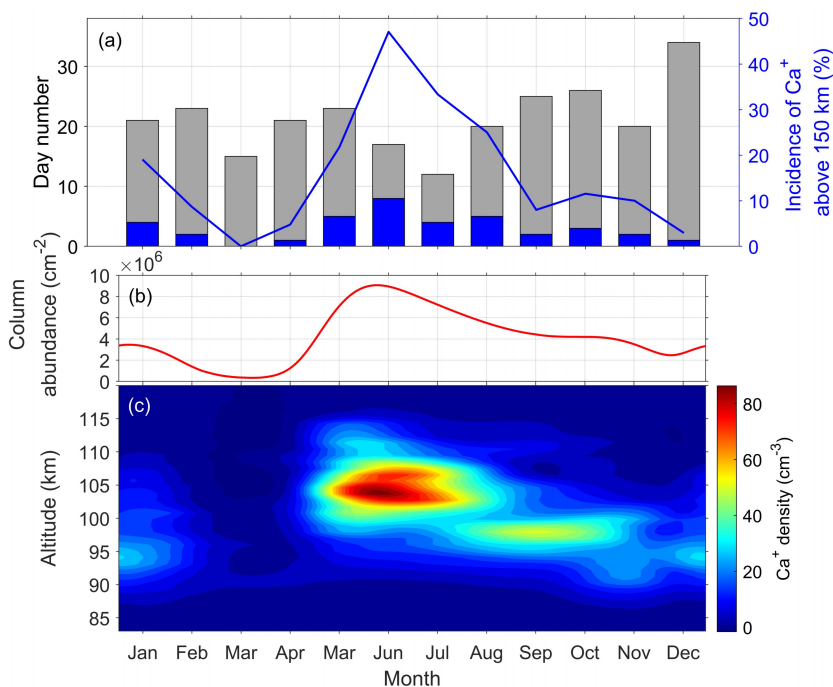 (a)
50
40
30
20
10
0
30
20
10
0
Day number
Incidence of Ca+
above 150 km (%)
×10^6
(b)
10
8
6
4
2
0
Column
abundance (cm-2)
(c)
115
110
105
100
95
90
85
Altitude (km)
80
60
40
20
0
Ca+ density (cm-3)
Jan Feb Mar Apr Mar Jun Jul Aug Sep Oct Nov Dec
Month